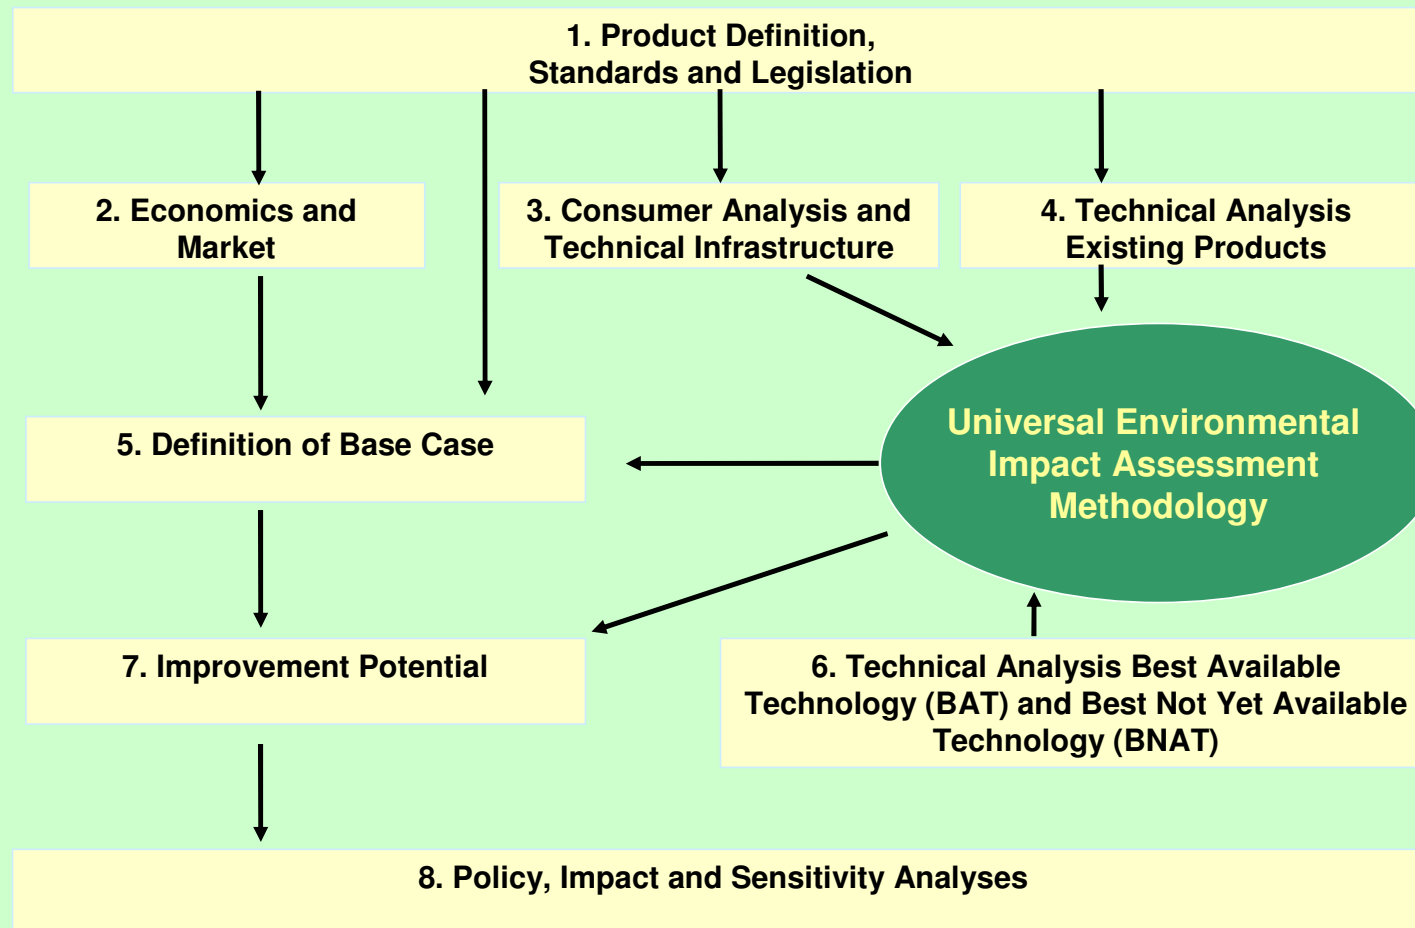 1. Product Definition,
Standards and Legislation
2. Economics and
Market
3. Consumer Analysis and
Technical Infrastructure
4. Technical Analysis
Existing Products
Universal Environmental
Impact Assessment
Methodology
5. Definition of Base Case
7. Improvement Potential
6. Technical Analysis Best Available
Technology (BAT) and Best Not Yet Available
Technology (BNAT)
8. Policy, Impact and Sensitivity Analyses